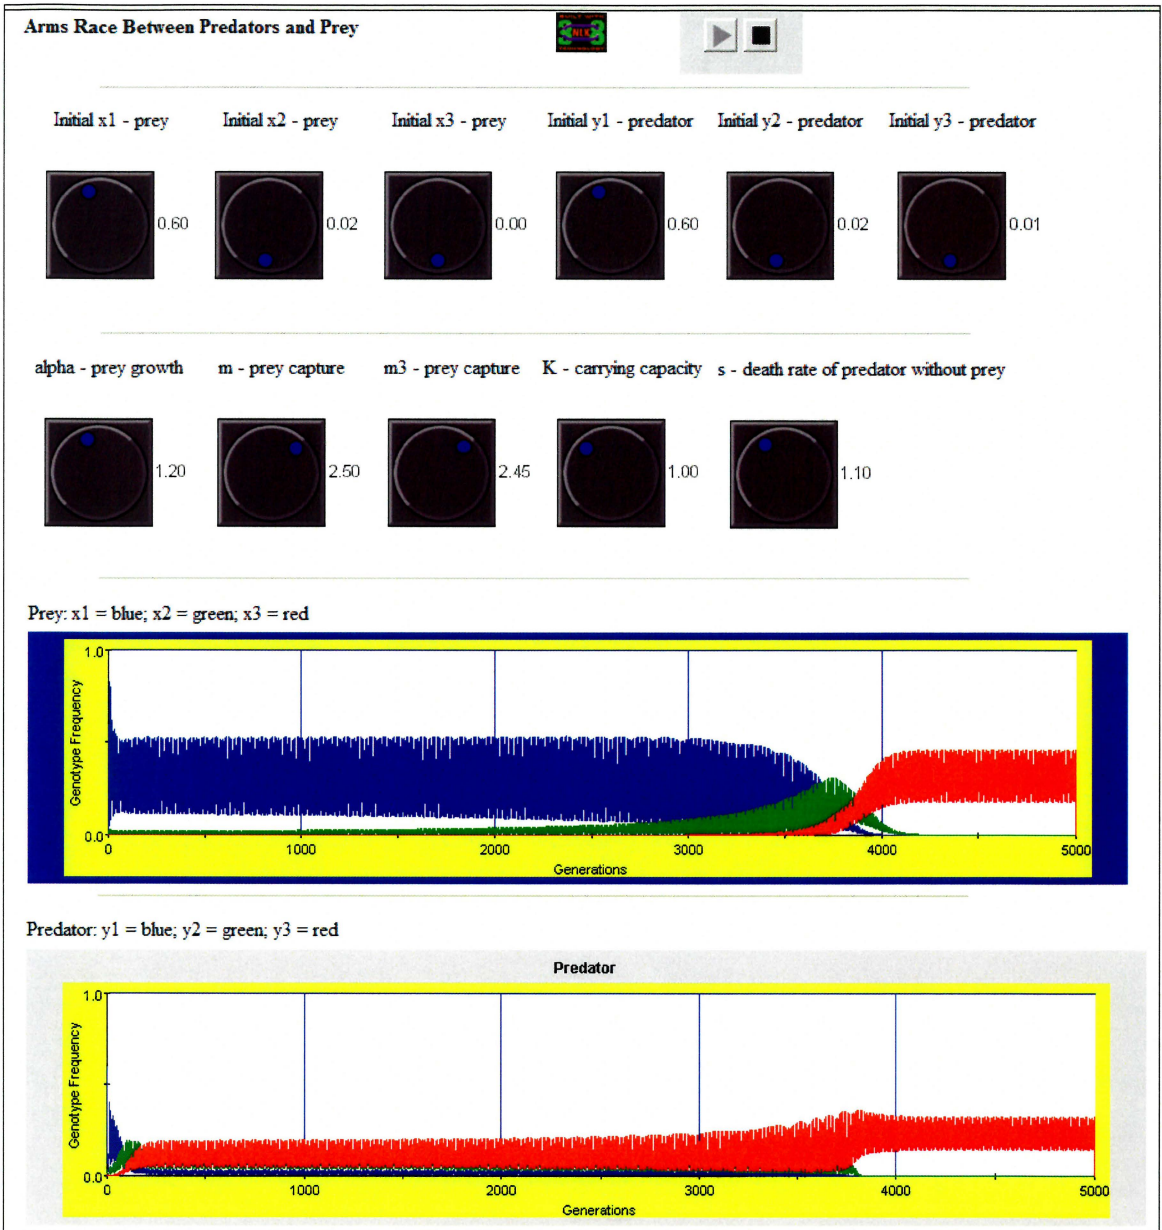 Arms Race Between Predators and Prey
NLK
Initial x1 - prey Initial x2 - prey Initial x3 - prey Initial y1 - predator Initial y2 - predator Initial y3 - predator
0.60 0.02 0.00 0.60 0.02 0.01
alpha - prey growth m - prey capture m3 - prey capture K - carrying capacity s - death rate of predator without prey
1.20 2.50 2.45 1.00 1.10
Prey: x1 = blue; x2 = green; x3 = red
1.0
Genotype Frequency
0.0
0 1000 2000 3000 4000 5000
Generations
Predator: y1 = blue; y2 = green; y3 = red
Predator
1.0
Genotype Frequency
0.0
0 1000 2000 3000 4000 5000
Generations